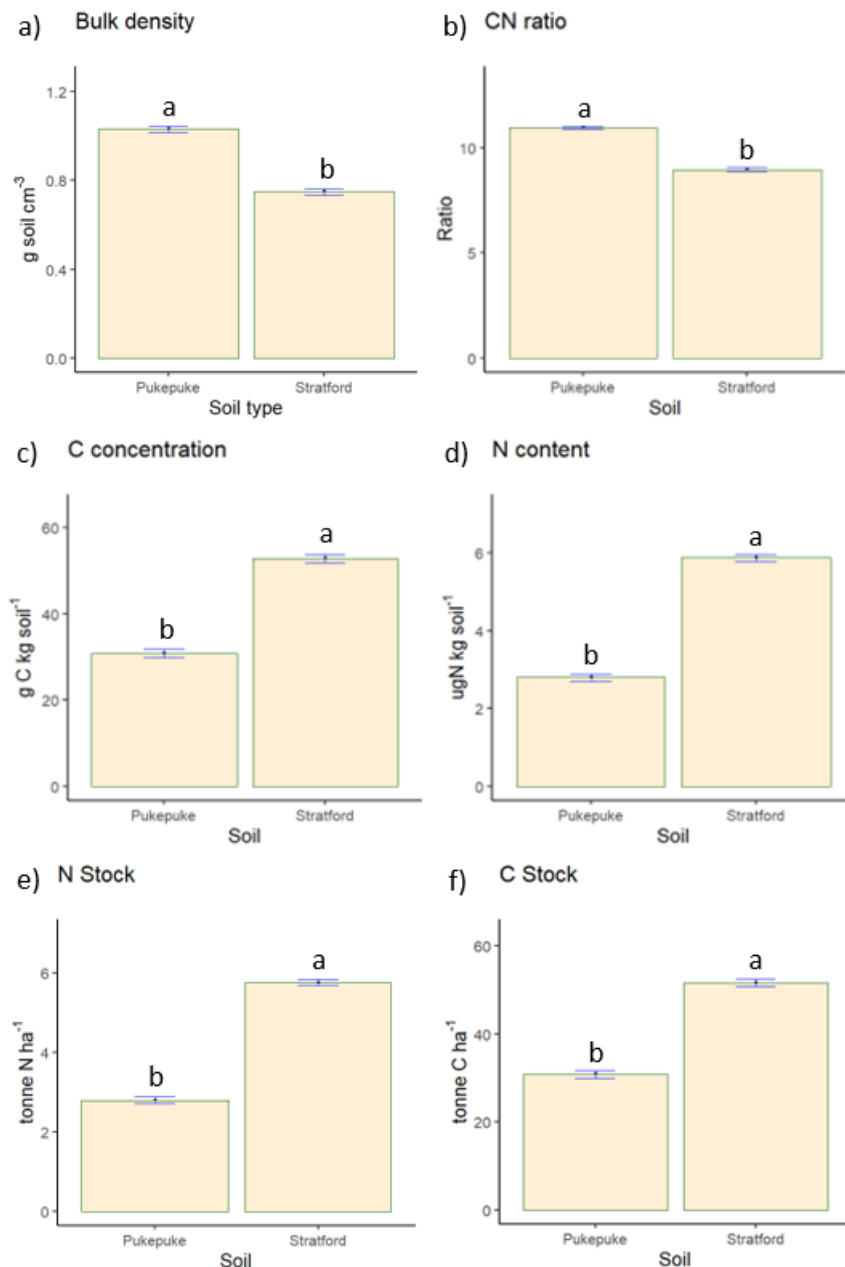 a) Bulk density
1.2
0.8
0.4
0.0
g soil cm⁻³
a
b
Pukepuke Stratford
Soil type
b) CN ratio
10
5
0
Ratio
a
b
Pukepuke Stratford
Soil
c) C concentration
60
40
20
0
g C kg soil⁻¹
b
a
Pukepuke Stratford
Soil
d) N content
6
4
2
0
ugN kg soil⁻¹
b
a
Pukepuke Stratford
Soil
e) N Stock
6
4
2
0
tonne N ha⁻¹
b
a
Pukepuke Stratford
Soil
f) C Stock
60
40
20
0
tonne C ha⁻¹
b
a
Pukepuke Stratford
Soil